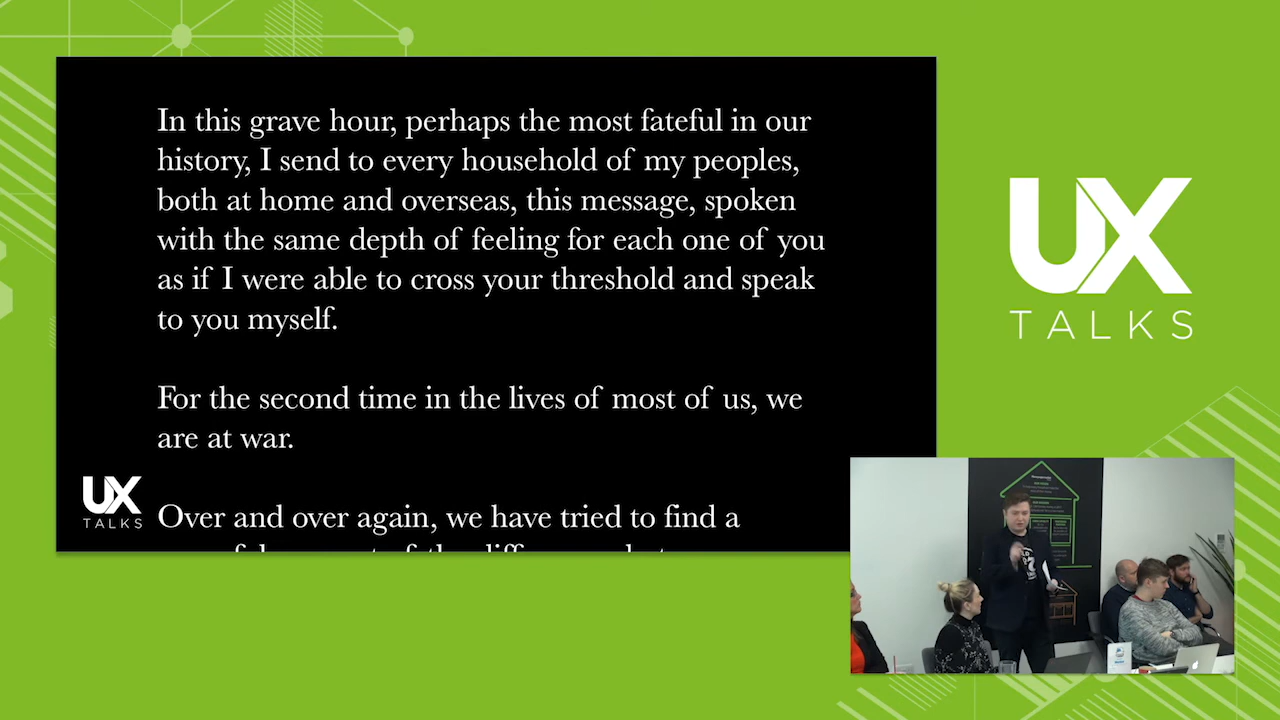 In this grave hour, perhaps the most fateful in our
history, I send to every household of my peoples,
both at home and overseas, this message, spoken
with the same depth of feeling for each one of you
as if I were able to cross your threshold and speak
to you myself.
For the second time in the lives of most of us, we
are at war.
Over and over again, we have tried to find a
UX
TALKS
UX
TALKS